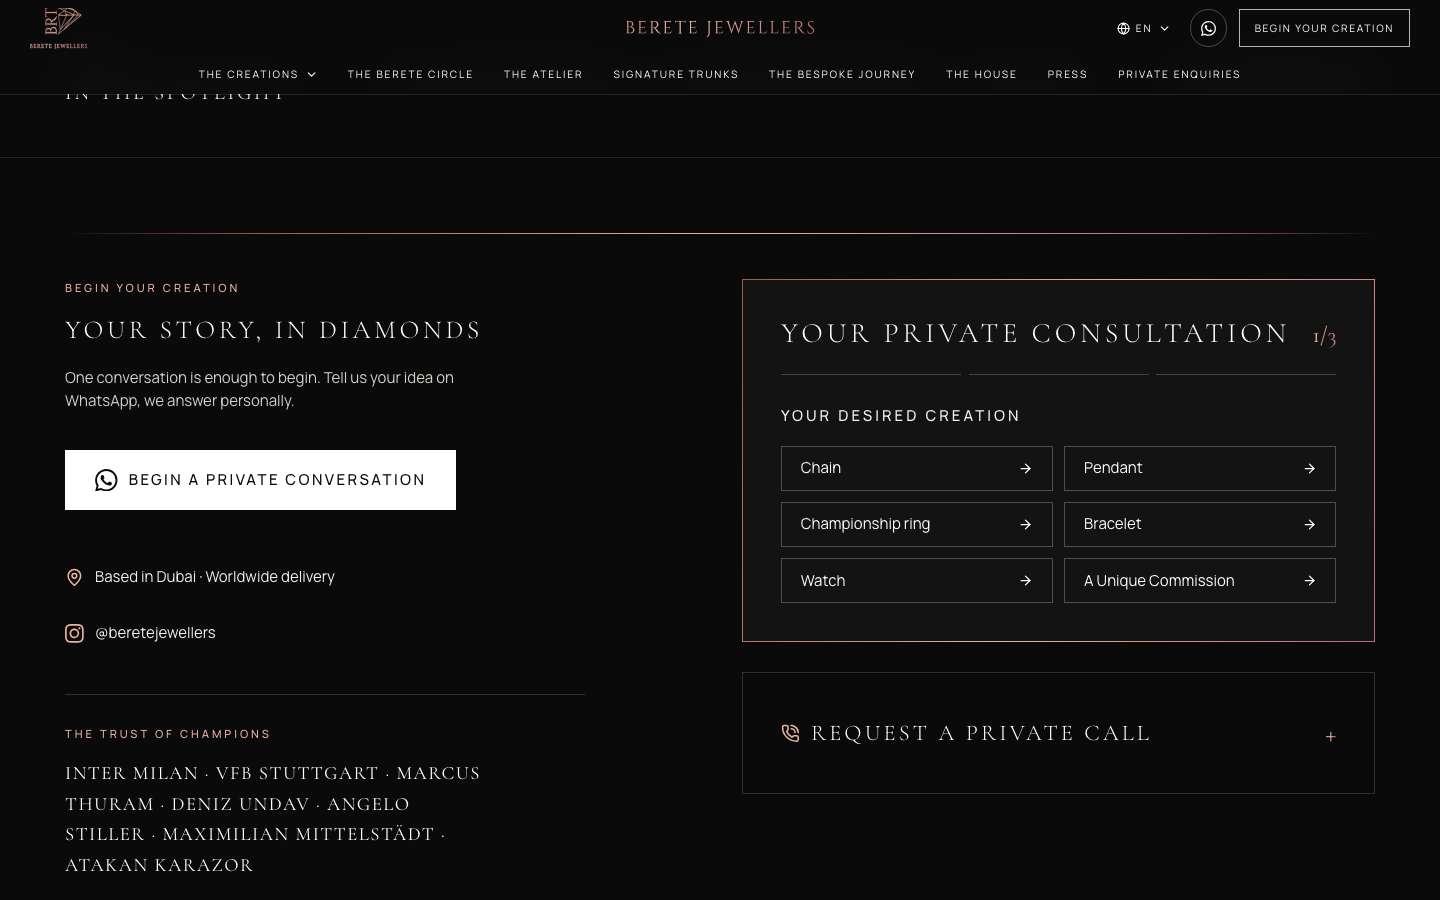 BRT
BERETE JEWELLERS
BERETE JEWELLERS
EN
BEGIN YOUR CREATION
THE CREATIONS
THE BERETE CIRCLE
THE ATELIER
SIGNATURE TRUNKS
THE BESPOKE JOURNEY
THE HOUSE
PRESS
PRIVATE ENQUIRIES
IN THE SPOTLIGHT
BEGIN YOUR CREATION
YOUR STORY, IN DIAMONDS
One conversation is enough to begin. Tell us your idea on
WhatsApp, we answer personally.
BEGIN A PRIVATE CONVERSATION
Based in Dubai · Worldwide delivery
@beretejewellers
THE TRUST OF CHAMPIONS
INTER MILAN · VFB STUTTGART · MARCUS
THURAM · DENIZ UNDAV · ANGELO
STILLER · MAXIMILIAN MITTELSTÄDT ·
ATAKAN KARAZOR
YOUR PRIVATE CONSULTATION 1/3
YOUR DESIRED CREATION
Chain
Pendant
Championship ring
Bracelet
Watch
A Unique Commission
REQUEST A PRIVATE CALL +